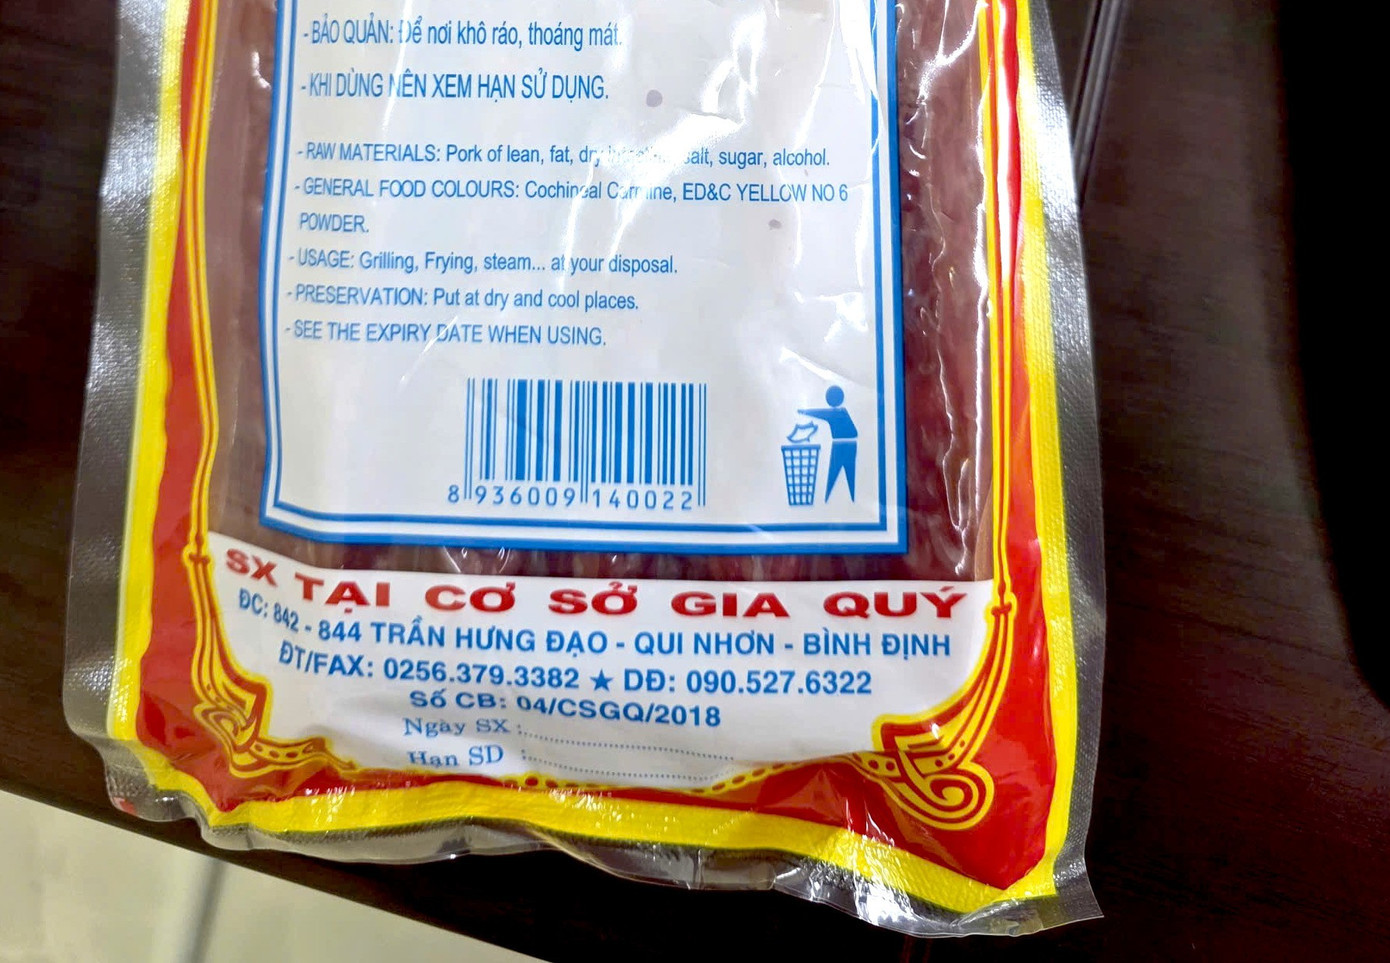 - BẢO QUẢN: Để nơi khô ráo, thoáng mát.
- KHI DÙNG NÊN XEM HẠN SỬ DỤNG.
- RAW MATERIALS: Pork of lean, fat, dry salt, sugar, alcohol.
- GENERAL FOOD COLOURS: Cochineal Carmine, ED&C YELLOW NO 6
POWDER.
- USAGE: Grilling, Frying, steam... at your disposal.
- PRESERVATION: Put at dry and cool places.
- SEE THE EXPIRY DATE WHEN USING.
8 936009 140022
SX TẠI CƠ SỞ GIA QUÝ
ĐC: 842 - 844 TRẦN HƯNG ĐẠO - QUI NHƠN - BÌNH ĐỊNH
ĐT/FAX: 0256.379.3382 ★ DĐ: 090.527.6322
Số CB: 04/CSGQ/2018
Ngày SX :
Hạn SD :